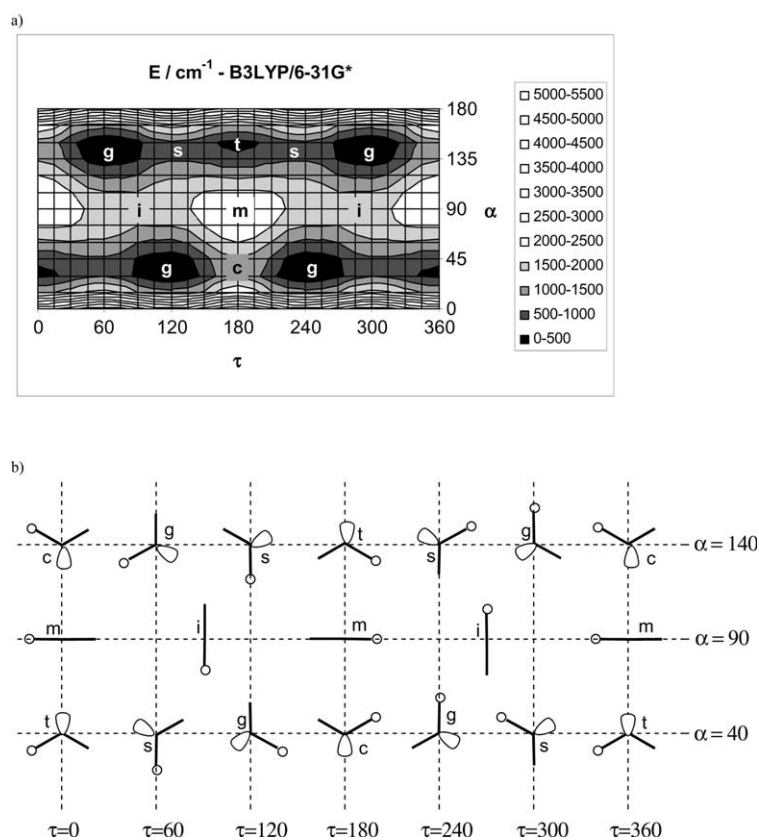 a)
E / cm-1 - B3LYP/6-31G*
180
135
90
45
0
α
g s t s g
i m i
g c g
0 60 120 180 240 300 360
τ
5000-5500
4500-5000
4000-4500
3500-4000
3000-3500
2500-3000
2000-2500
1500-2000
1000-1500
500-1000
0-500
b)
c g s t s g c
α=140
m i m i m
α=90
t s g c g s t
α=40
τ=0 τ=60 τ=120 τ=180 τ=240 τ=300 τ=360